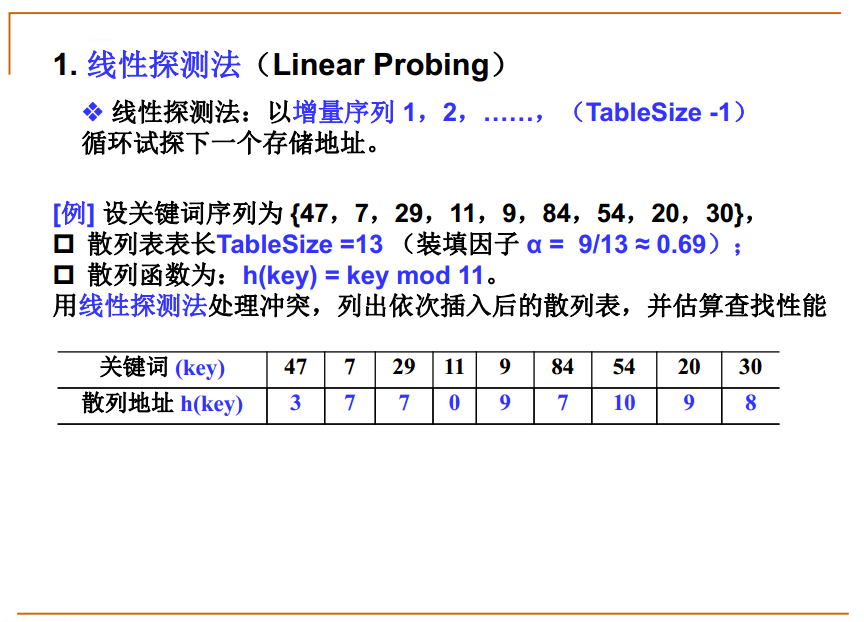 1. 线性探测法（Linear Probing）
❖ 线性探测法：以增量序列 1，2，……，（TableSize -1）
循环试探下一个存储地址。
[例] 设关键词序列为 {47，7，29，11，9，84，54，20，30}，
散列表表长TableSize =13 （装填因子 α = 9/13 ≈ 0.69）；
散列函数为：h(key) = key mod 11。
用线性探测法处理冲突，列出依次插入后的散列表，并估算查找性能
关键词 (key) 47 7 29 11 9 84 54 20 30
散列地址 h(key) 3 7 7 0 9 7 10 9 8